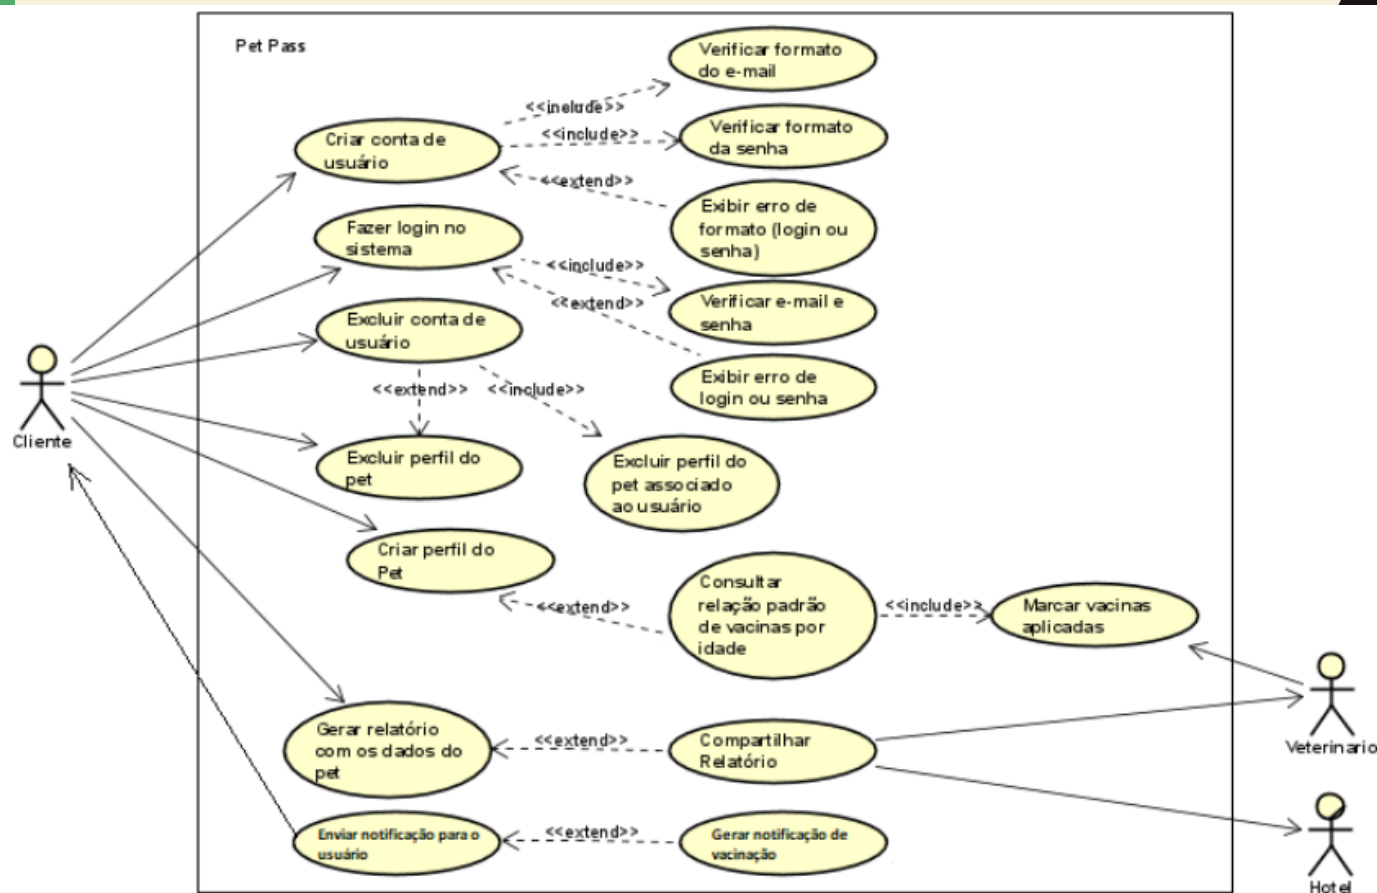 Pet Pass
Verificar formato
do e-mail
<<include>>
Criar conta de
usuário
<<include>>
Verificar formato
da senha
<<extend>>
Exibir erro de
formato (login ou
senha)
Fazer login no
sistema
<<include>>
<<extend>>
Verificar e-mail e
senha
Excluir conta de
usuário
Exibir erro de
login ou senha
<<extend>>
<<include>>
Cliente
Excluir perfil do
pet
Excluir perfil do
pet associado
ao usuário
Criar perfil do
Pet
<<extend>>
Consultar
relação padrão
de vacinas por
idade
<<include>>
Marcar vacinas
aplicadas
Veterinario
Gerar relatório
com os dados do
pet
<<extend>>
Compartilhar
Relatório
Enviar notificação para o
usuário
<<extend>>
Gerar notificação de
vacinação
Hotel